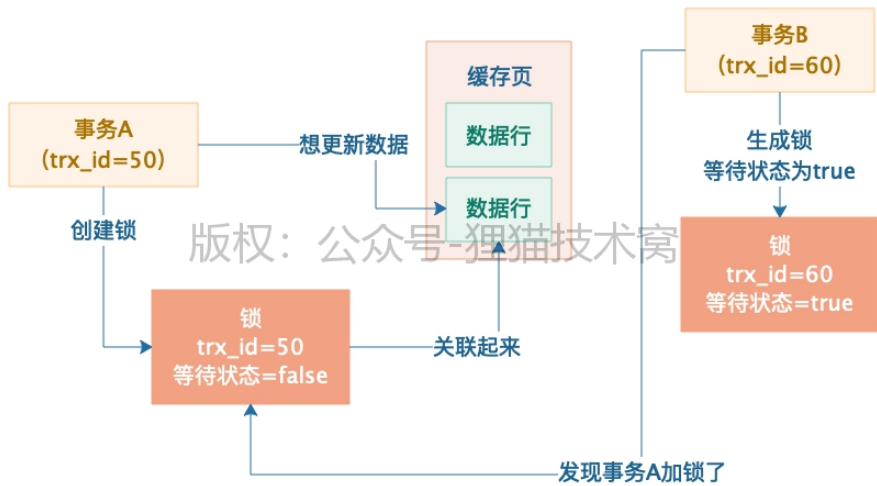 事务B
（trx_id=60）
缓存页
事务A
（trx_id=50）
想更新数据
数据行
生成锁
等待状态为true
数据行
创建锁
版权：公众号-狸猫技术窝
锁
trx_id=60
等待状态=true
锁
trx_id=50
等待状态=false
关联起来
发现事务A加锁了